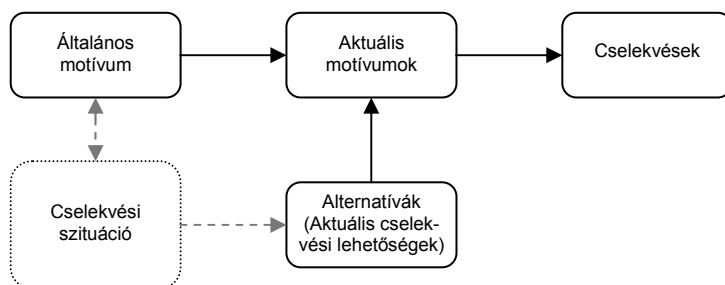 Általános
motívum
Aktuális
motívumok
Cselekvések
Cselekvési
szituáció
Alternatívák
(Aktuális cselek-
vési lehetőségek)